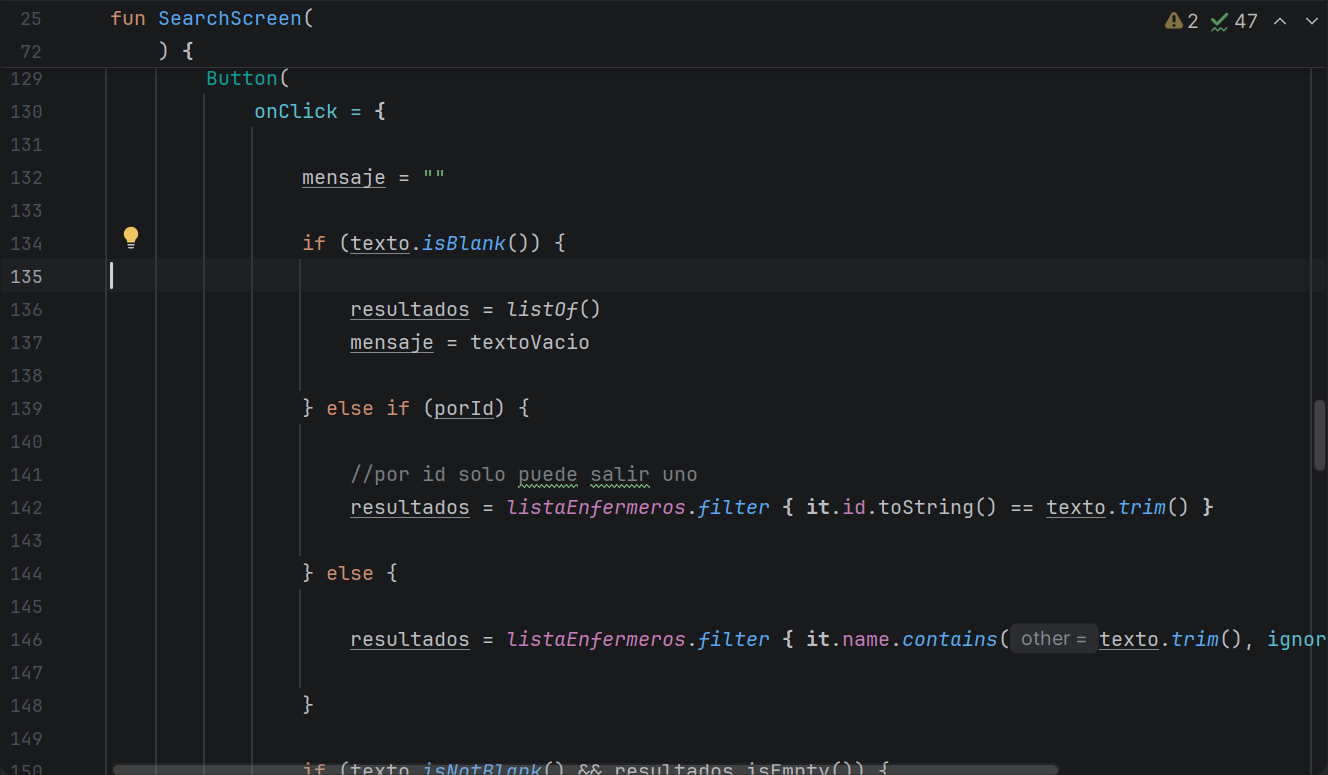 25 fun SearchScreen( 2 47
72 ) {
129 Button(
130 onClick = {
131
132 mensaje = ""
133
134 if (texto.isBlank()) {
135
136 resultados = listOf()
137 mensaje = textoVacio
138
139 } else if (porId) {
140
141 //por id solo puede salir uno
142 resultados = listaEnfermeros.filter { it.id.toString() == texto.trim() }
143
144 } else {
145
146 resultados = listaEnfermeros.filter { it.name.contains( other = texto.trim(), ignor
147
148 }
149
150 if (texto.isNotBlank() && resultados.isEmpty()) {